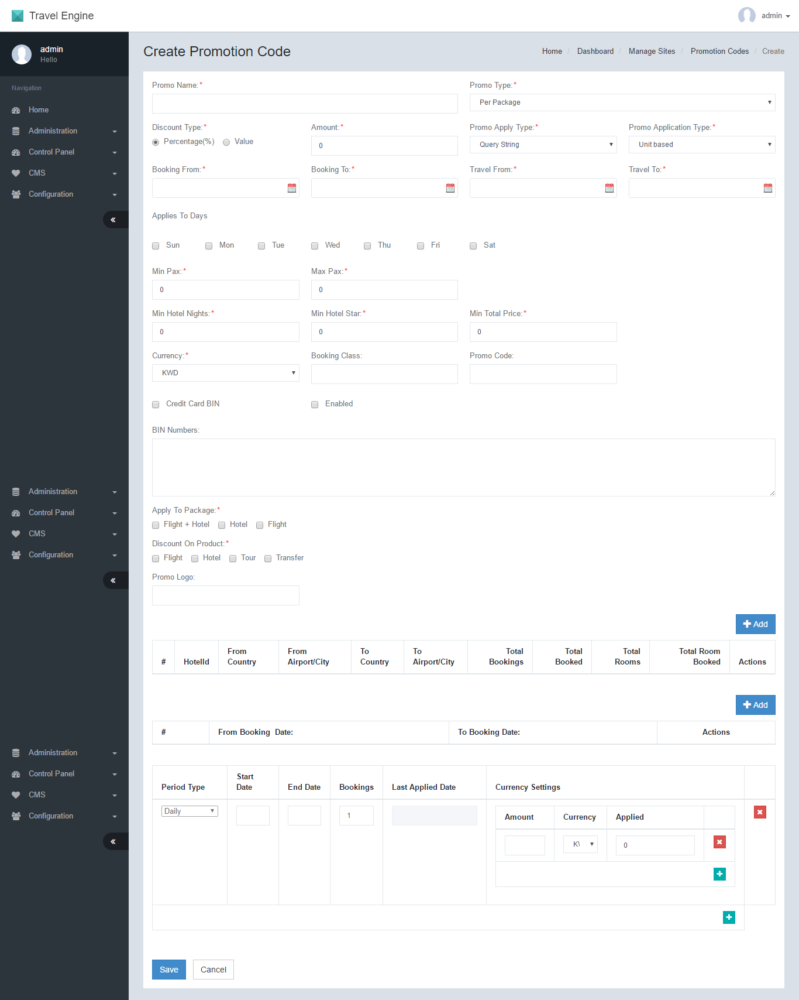 Travel Engine
admin
admin
Hello
Navigation
Home
Administration
Control Panel
CMS
Configuration
Administration
Control Panel
CMS
Configuration
Administration
Control Panel
CMS
Configuration
Create Promotion Code
Home / Dashboard / Manage Sites / Promotion Codes / Create
Promo Name:* Promo Type:*
Per Package
Discount Type:* Amount:* Promo Apply Type:* Promo Application Type:*
Percentage(%) Value 0 Query String Unit based
Booking From:* Booking To:* Travel From:* Travel To:*
Applies To Days
Sun Mon Tue Wed Thu Fri Sat
Min Pax:* Max Pax:*
0 0
Min Hotel Nights:* Min Hotel Star:* Min Total Price:*
0 0 0
Currency:* Booking Class: Promo Code:
KWD
Credit Card BIN Enabled
BIN Numbers:
Apply To Package:*
Flight + Hotel Hotel Flight
Discount On Product:*
Flight Hotel Tour Transfer
Promo Logo:
Add
# HotelId From Country From Airport/City To Country To Airport/City Total Bookings Total Booked Total Rooms Total Room Booked Actions
Add
# From Booking Date: To Booking Date: Actions
Period Type Start Date End Date Bookings Last Applied Date Currency Settings
Daily 1
Amount Currency Applied
0
Save Cancel